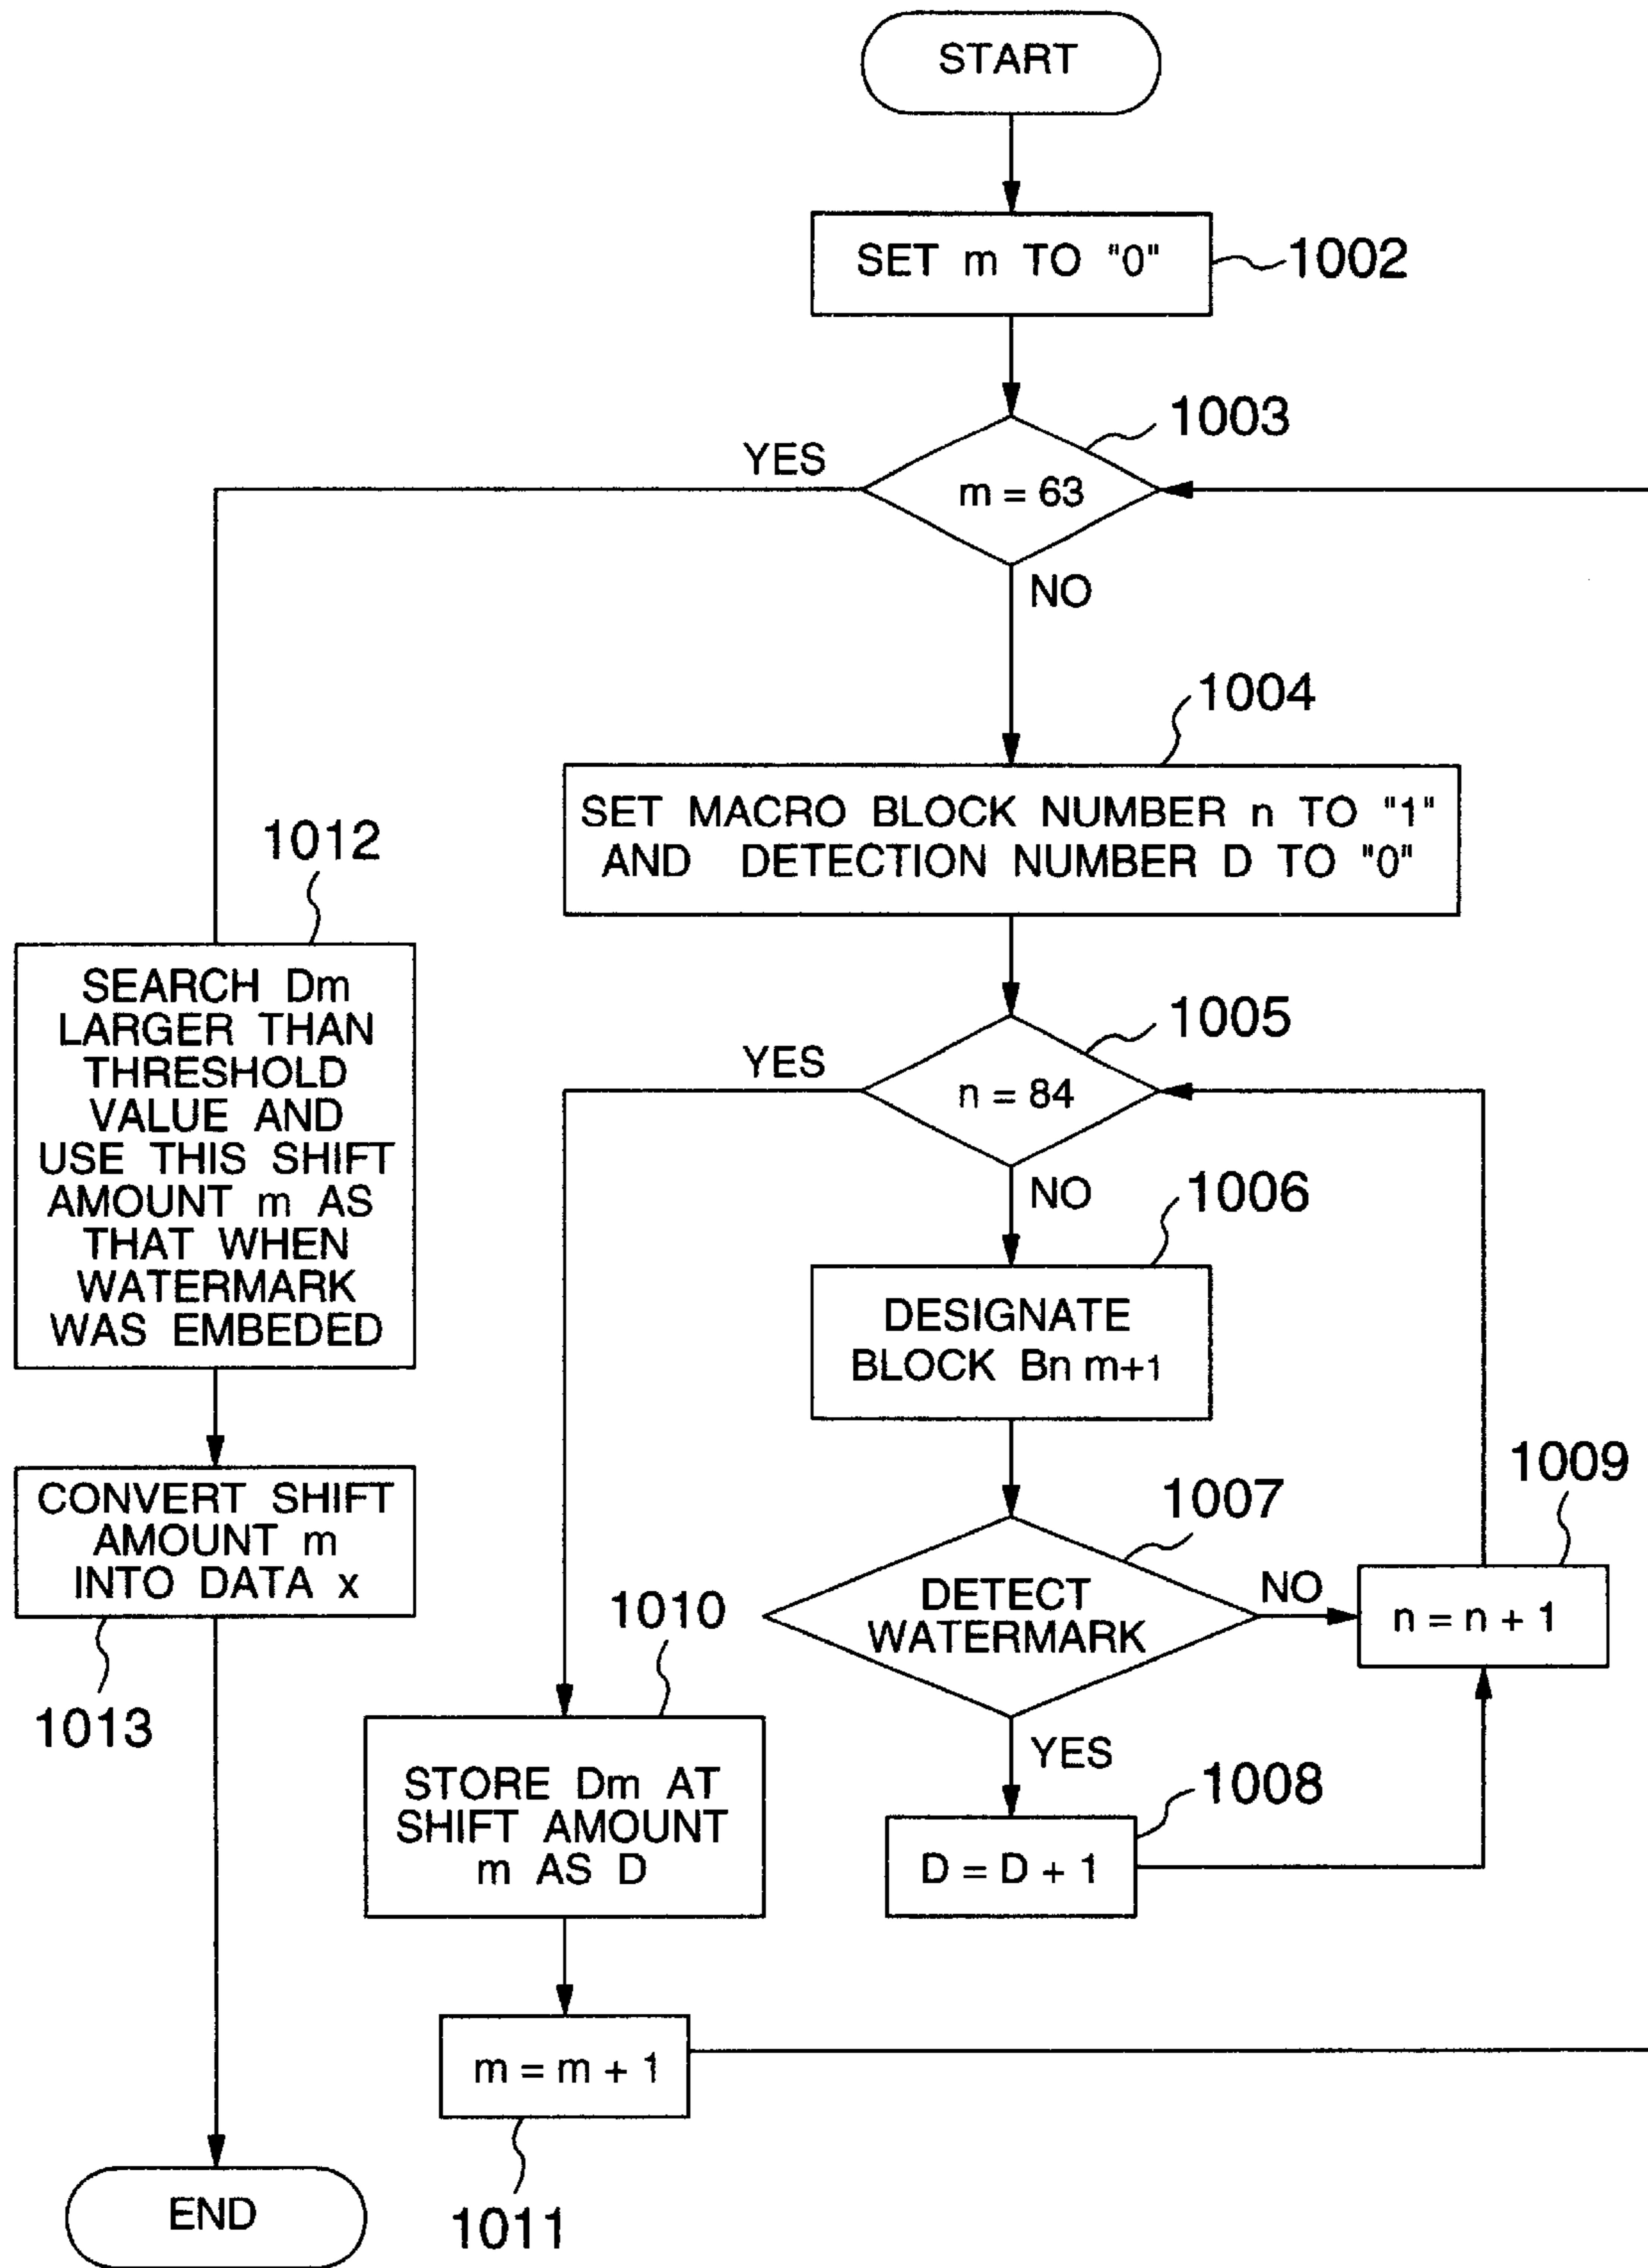 START
SET m TO "0"
1002
1003
YES
m = 63
NO
1004
SET MACRO BLOCK NUMBER n TO "1"
AND DETECTION NUMBER D TO "0"
1012
SEARCH Dm
LARGER THAN
THRESHOLD
VALUE AND
USE THIS SHIFT
AMOUNT m AS
THAT WHEN
WATERMARK
WAS EMBEDED
1005
YES
n = 84
NO
1006
DESIGNATE
BLOCK Bn m+1
1009
1007
CONVERT SHIFT
AMOUNT m
INTO DATA x
DETECT
WATERMARK
NO
n = n + 1
1010
1013
YES
1008
STORE Dm AT
SHIFT AMOUNT
m AS D
D = D + 1
m = m + 1
1011
END